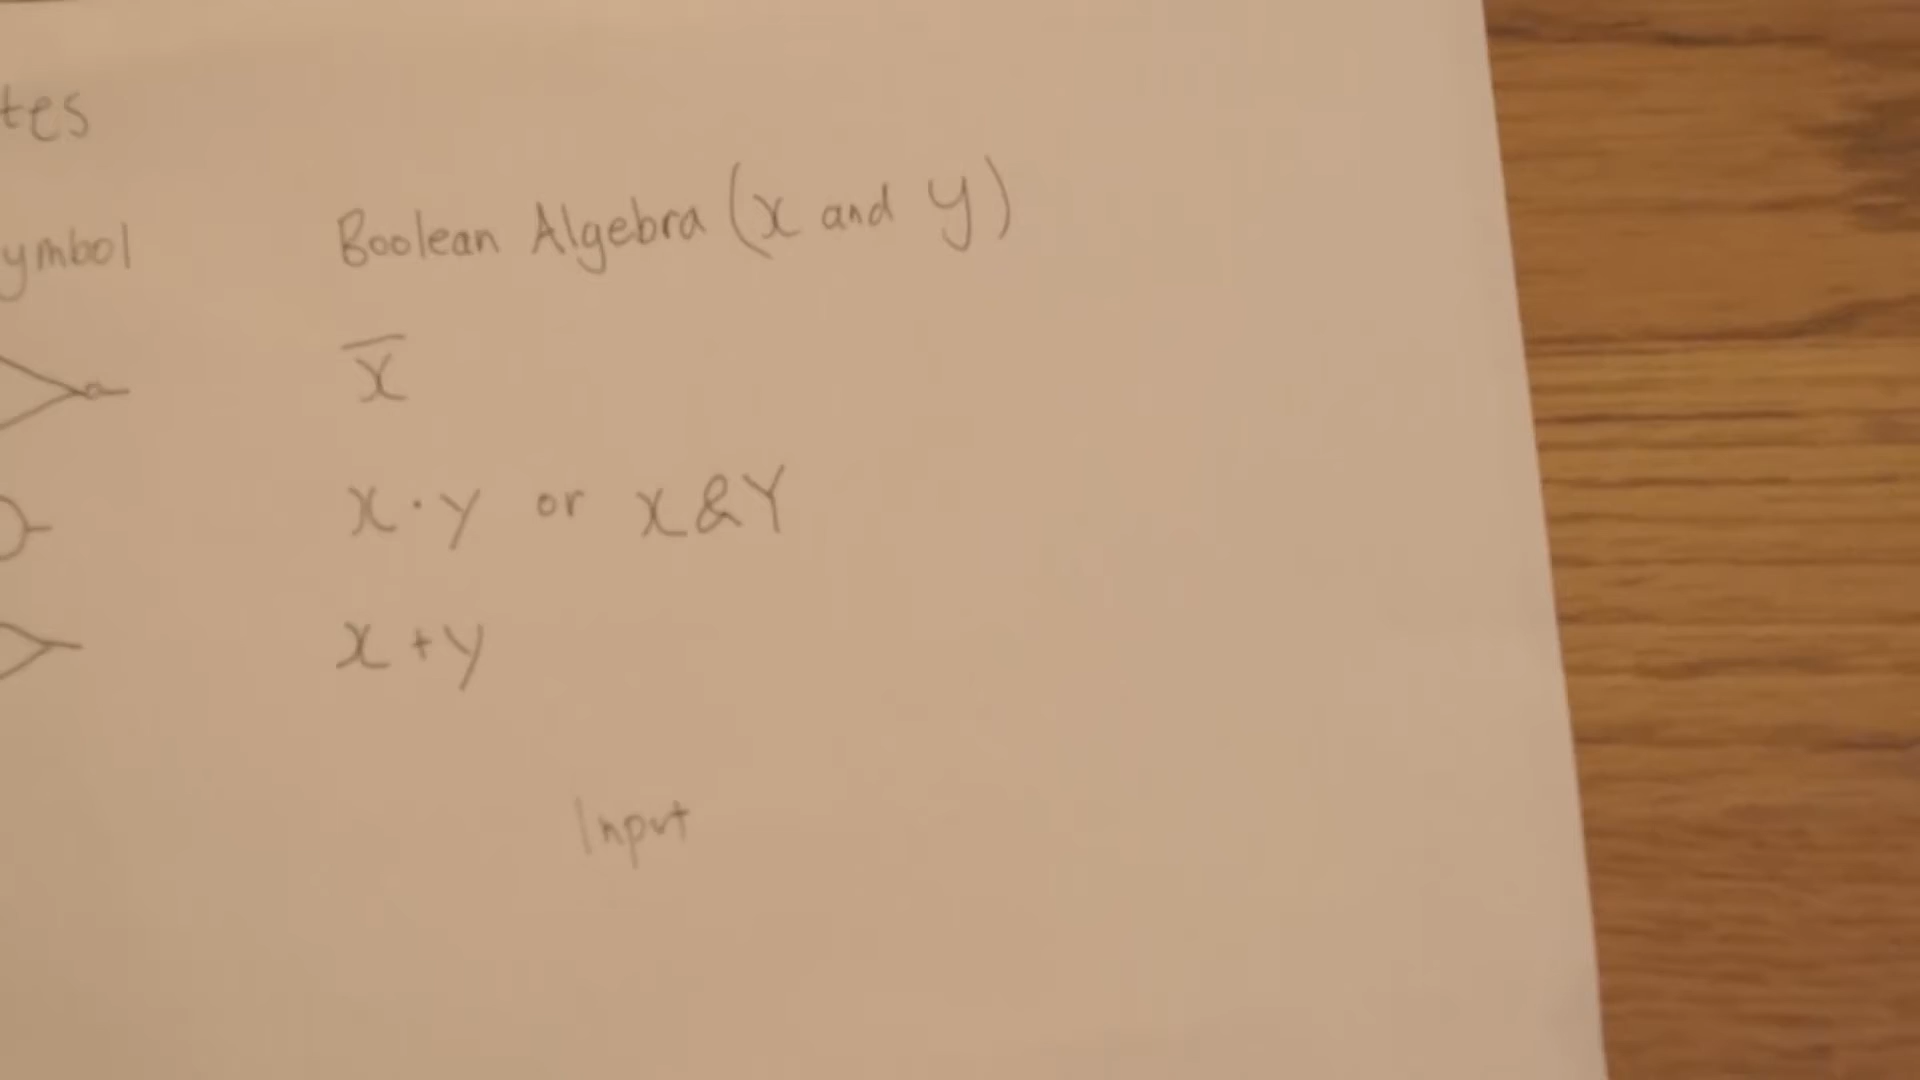 tes
ymbol Boolean Algebra (x and y)
x̅
x · y or x & Y
x + y
Input